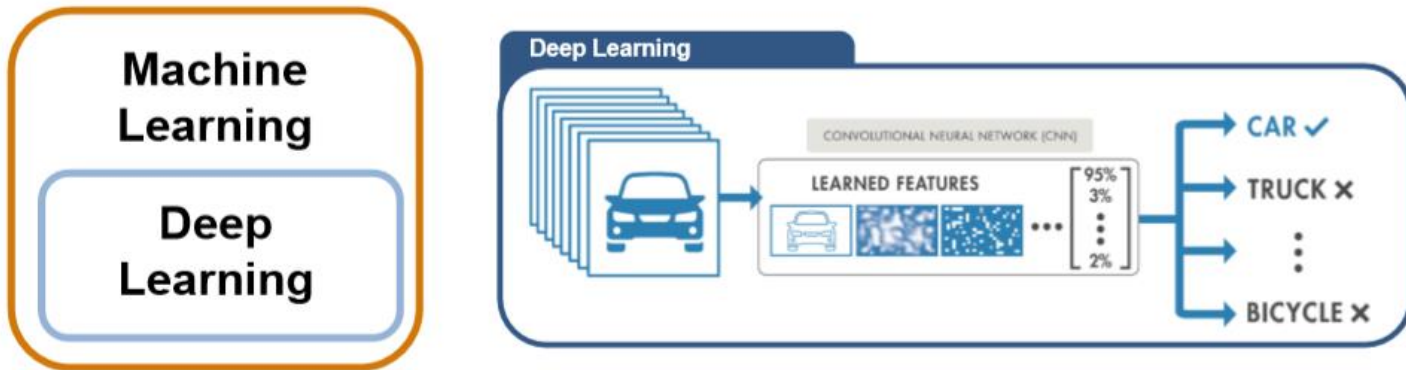 Machine
Learning
Deep
Learning
Deep Learning
CONVOLUTIONAL NEURAL NETWORK (CNN)
LEARNED FEATURES
95%
3%
2%
CAR ✓
TRUCK ✕
BICYCLE ✕